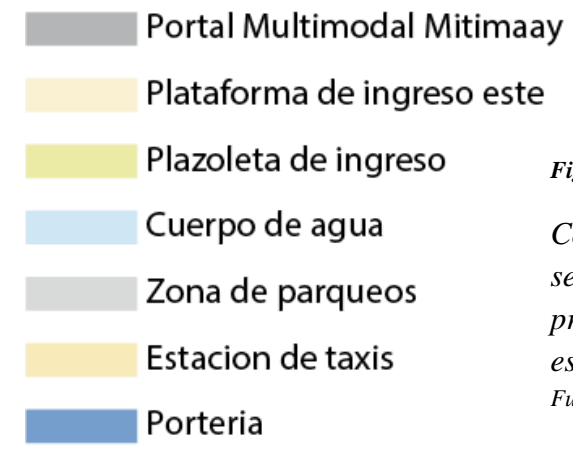 Portal Multimodal Mitimaay
Plataforma de ingreso este
Plazoleta de ingreso
Cuerpo de agua
Zona de parqueos
Estacion de taxis
Porteria